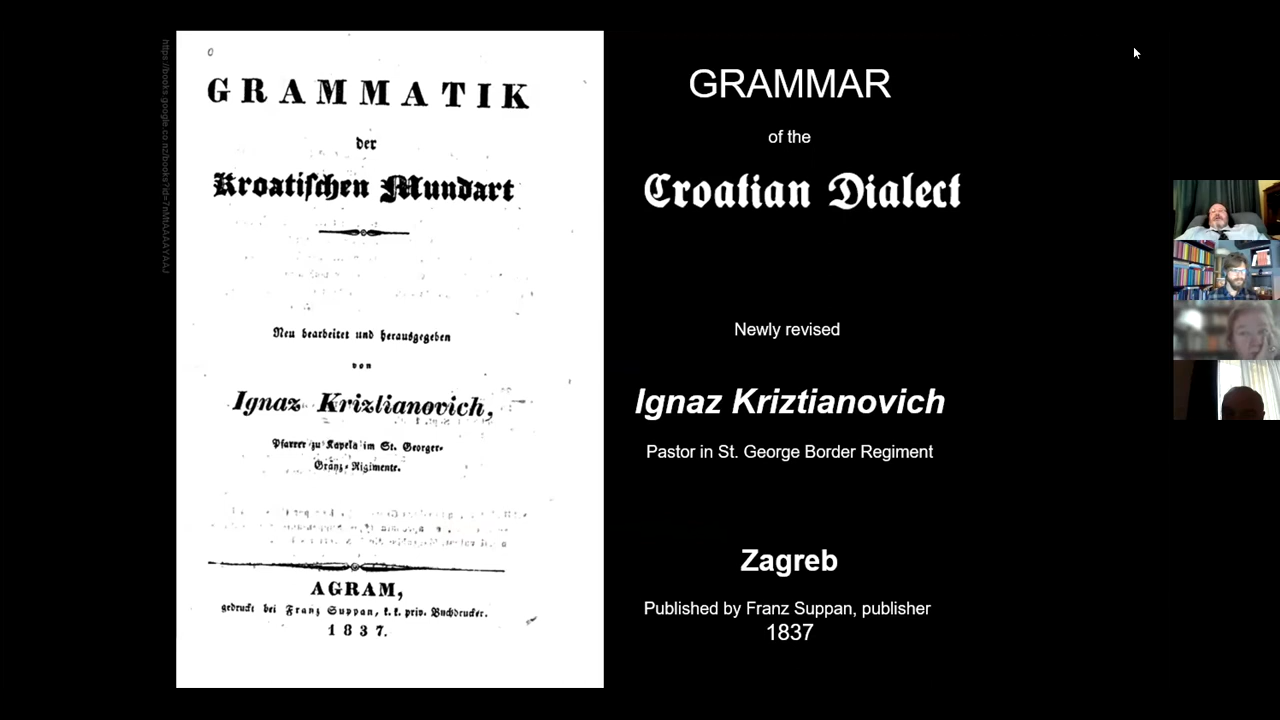 GRAMMATIK
der
Kroatischen Mundart
Neu bearbeitet und herausgegeben
von
Ignaz Kriztianovich,
Pfarrer zu Kapela im St. Georger-
Gränz-Rigimente.
AGRAM,
gedruckt bei Franz Suppan, k. k. priv. Buchdrucker.
1837.
GRAMMAR
of the
Croatian Dialect
Newly revised
Ignaz Kriztianovich
Pastor in St. George Border Regiment
Zagreb
Published by Franz Suppan, publisher
1837